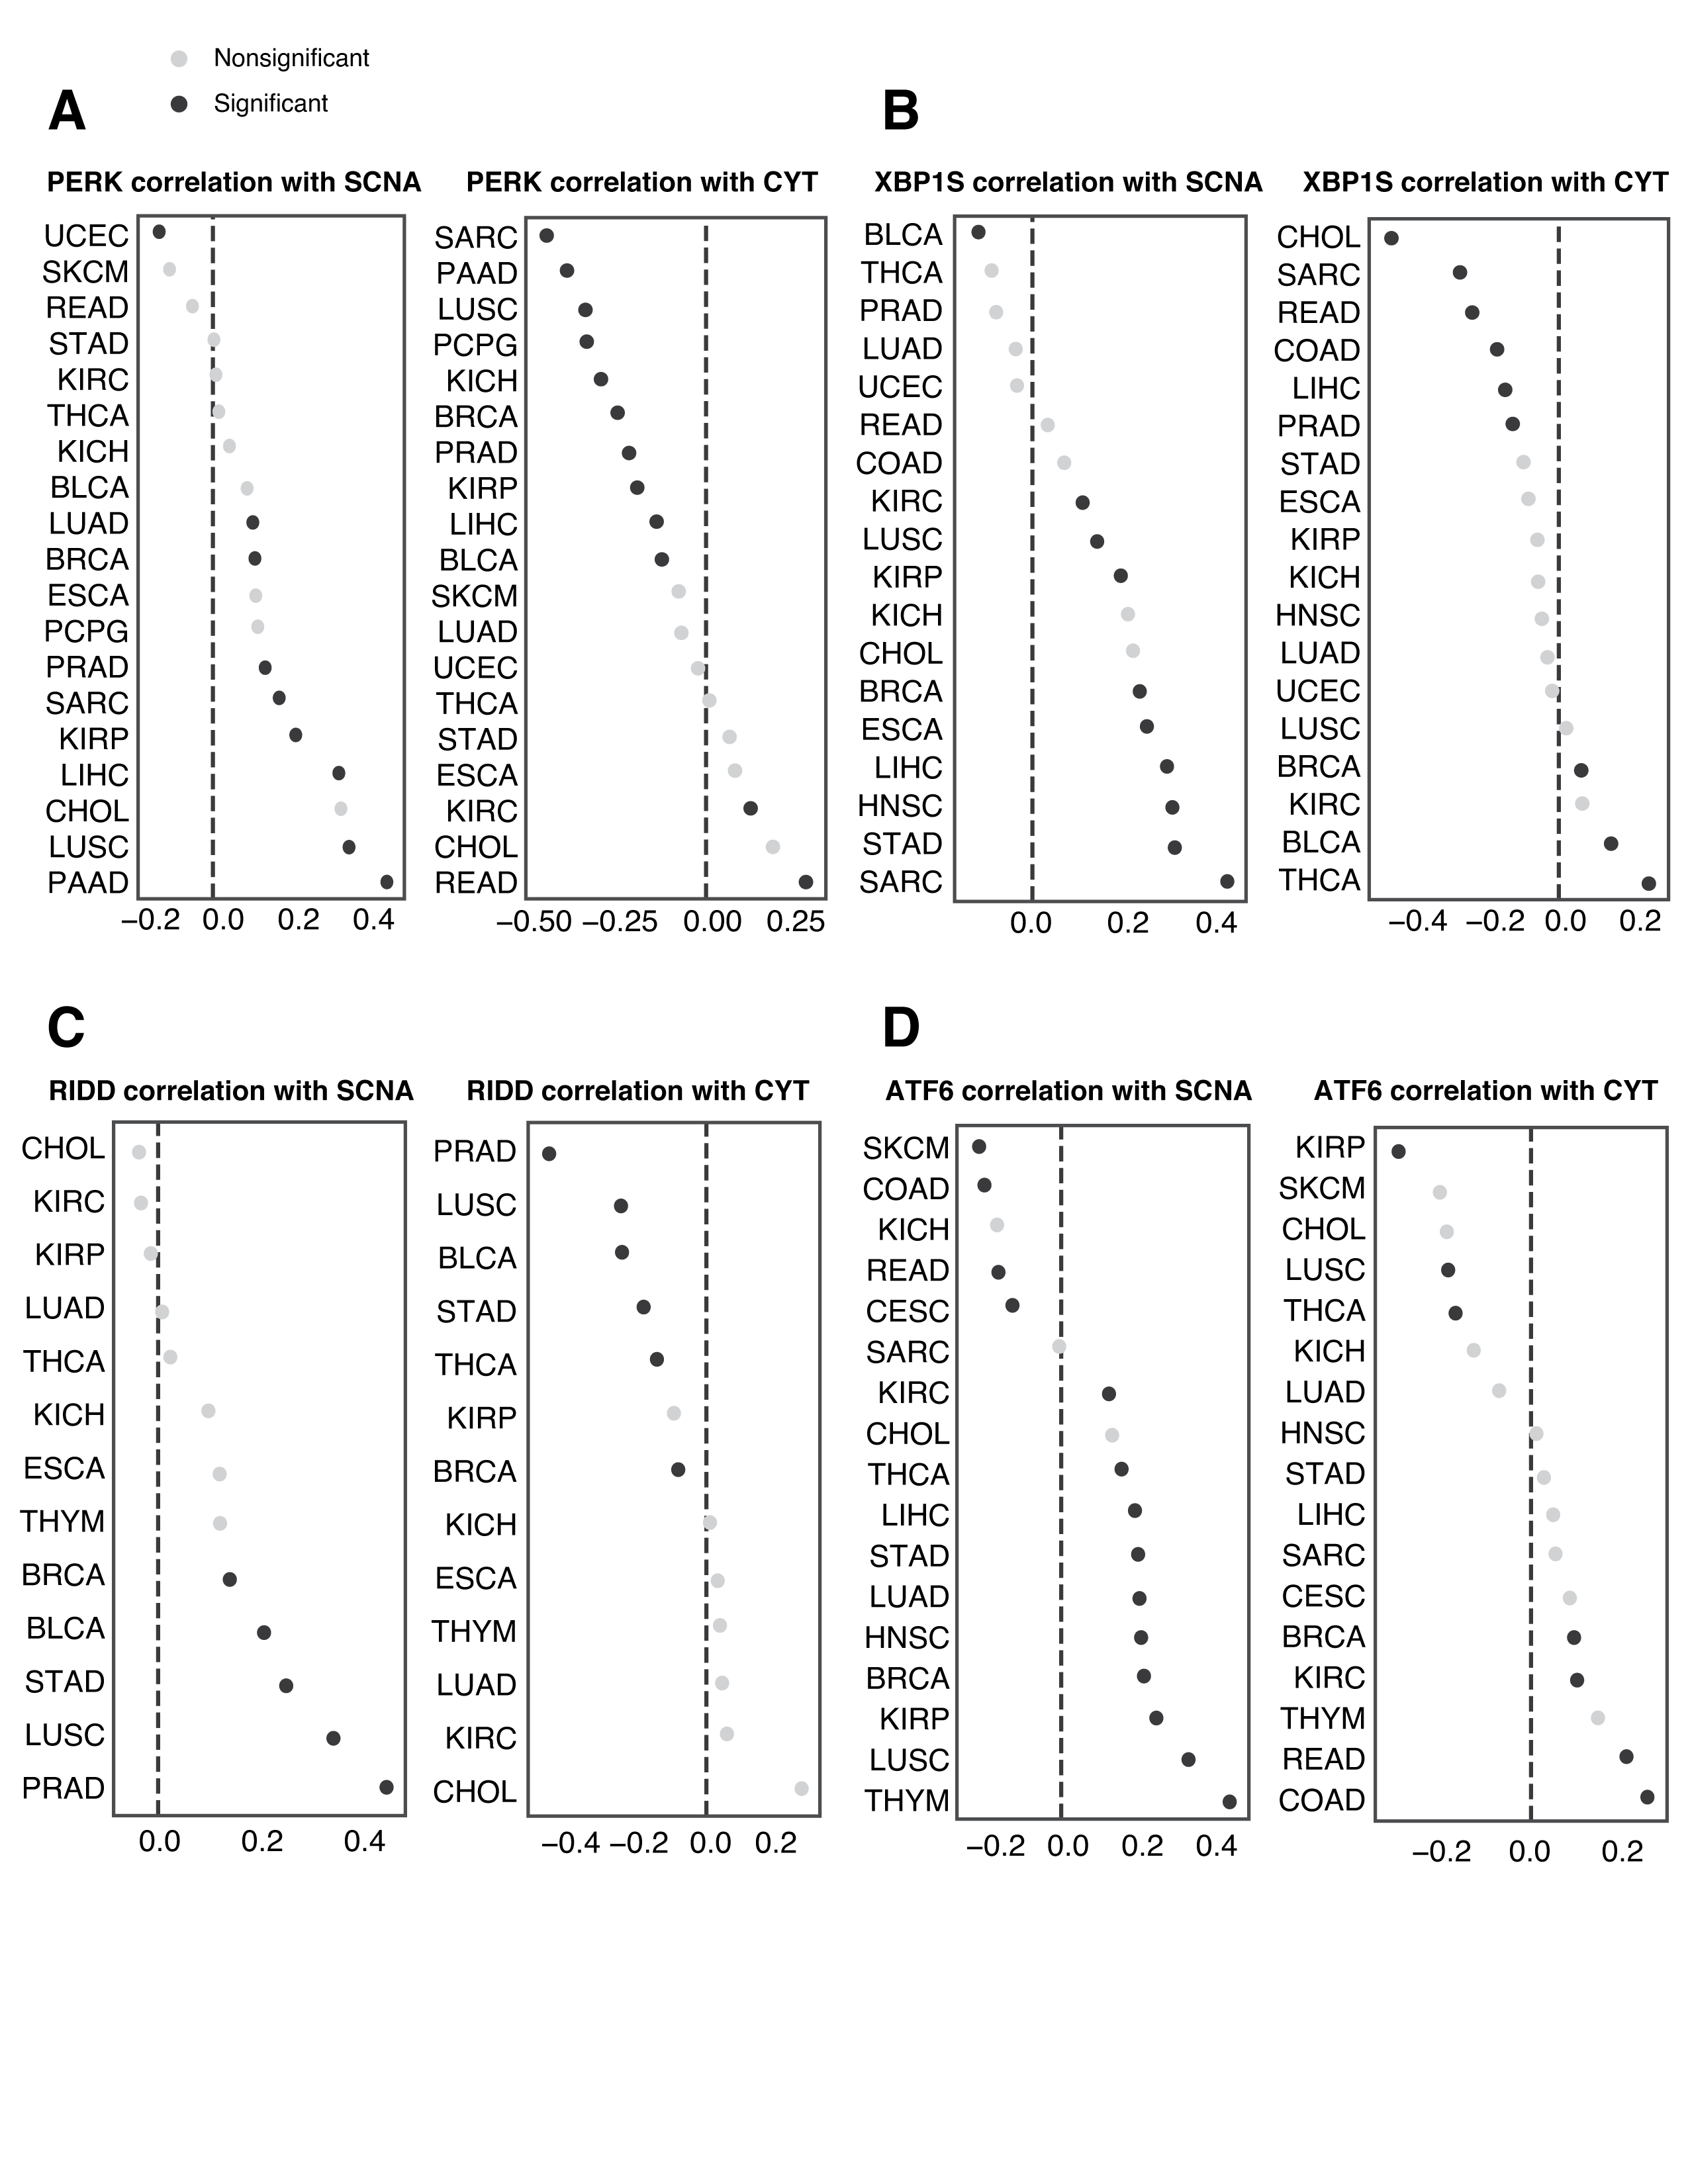 Nonsignificant
Significant
A
B
PERK correlation with SCNA
UCEC
SKCM
READ
STAD
KIRC
THCA
KICH
BLCA
LUAD
BRCA
ESCA
PCPG
PRAD
SARC
KIRP
LIHC
CHOL
LUSC
PAAD
−0.2 0.0 0.2 0.4
PERK correlation with CYT
SARC
PAAD
LUSC
PCPG
KICH
BRCA
PRAD
KIRP
LIHC
BLCA
SKCM
LUAD
UCEC
THCA
STAD
ESCA
KIRC
CHOL
READ
−0.50 −0.25 0.00 0.25
XBP1S correlation with SCNA
BLCA
THCA
PRAD
LUAD
UCEC
READ
COAD
KIRC
LUSC
KIRP
KICH
CHOL
BRCA
ESCA
LIHC
HNSC
STAD
SARC
0.0 0.2 0.4
XBP1S correlation with CYT
CHOL
SARC
READ
COAD
LIHC
PRAD
STAD
ESCA
KIRP
KICH
HNSC
LUAD
UCEC
LUSC
BRCA
KIRC
BLCA
THCA
−0.4 −0.2 0.0 0.2
C
D
RIDD correlation with SCNA
CHOL
KIRC
KIRP
LUAD
THCA
KICH
ESCA
THYM
BRCA
BLCA
STAD
LUSC
PRAD
0.0 0.2 0.4
RIDD correlation with CYT
PRAD
LUSC
BLCA
STAD
THCA
KIRP
BRCA
KICH
ESCA
THYM
LUAD
KIRC
CHOL
−0.4 −0.2 0.0 0.2
ATF6 correlation with SCNA
SKCM
COAD
KICH
READ
CESC
SARC
KIRC
CHOL
THCA
LIHC
STAD
LUAD
HNSC
BRCA
KIRP
LUSC
THYM
−0.2 0.0 0.2 0.4
ATF6 correlation with CYT
KIRP
SKCM
CHOL
LUSC
THCA
KICH
LUAD
HNSC
STAD
LIHC
SARC
CESC
BRCA
KIRC
THYM
READ
COAD
−0.2 0.0 0.2